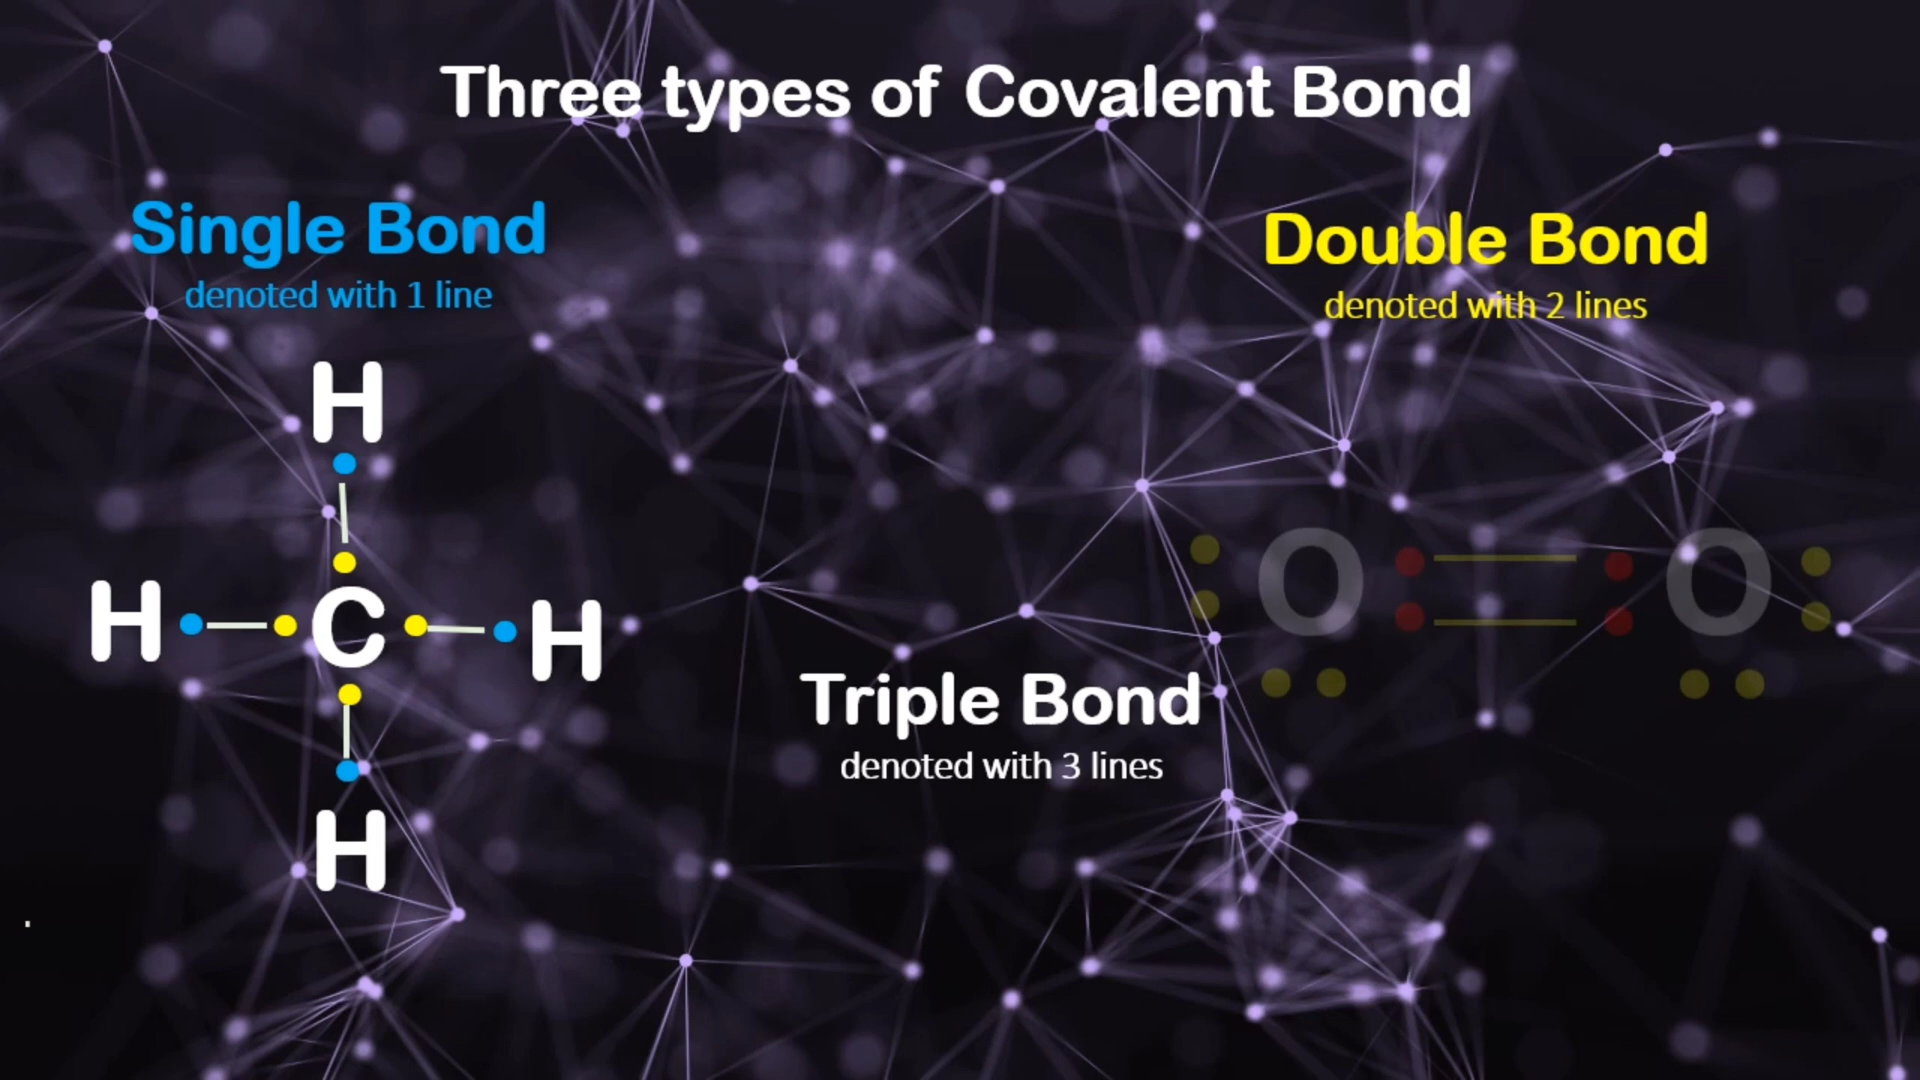 Three types of Covalent Bond
Single Bond
denoted with 1 line
H
H C H
H
Double Bond
denoted with 2 lines
O O
Triple Bond
denoted with 3 lines